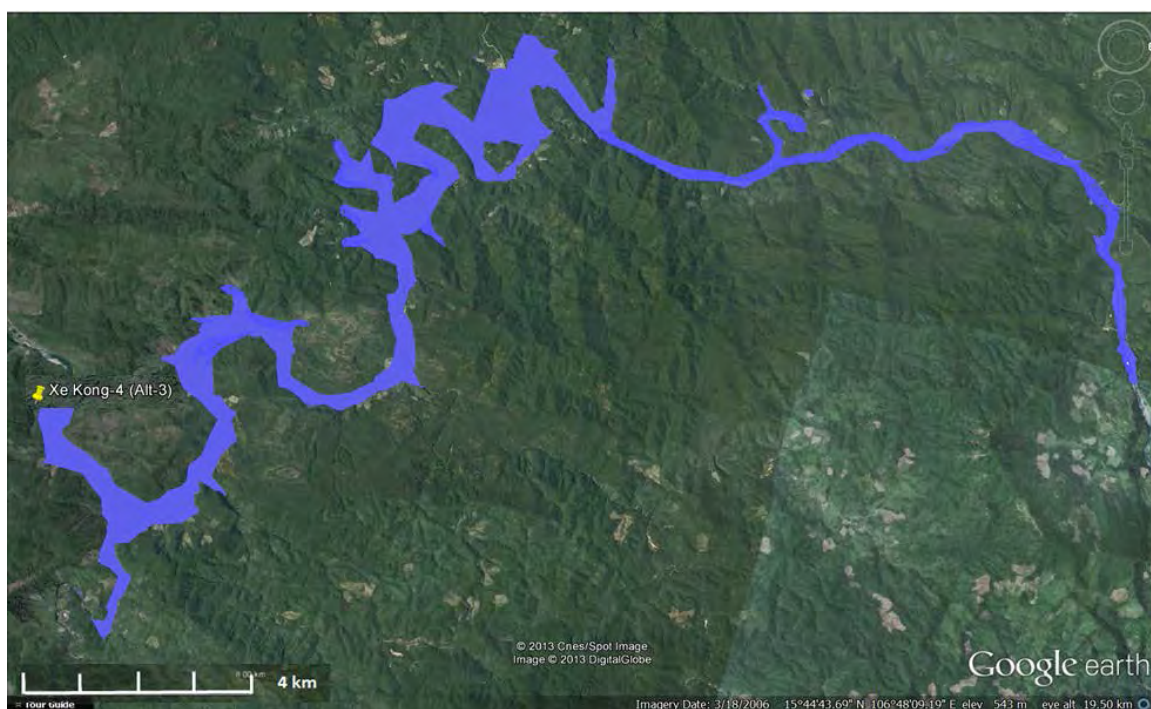 Xe Kong-4 (Alt-3)
© 2013 Cnes/Spot Image
Image © 2013 DigitalGlobe
Google earth
4 km
Tour Guide
Imagery Date: 3/18/2006 15°44'43.69" N 106°48'09.19" E elev 543 m eye alt 19.50 km